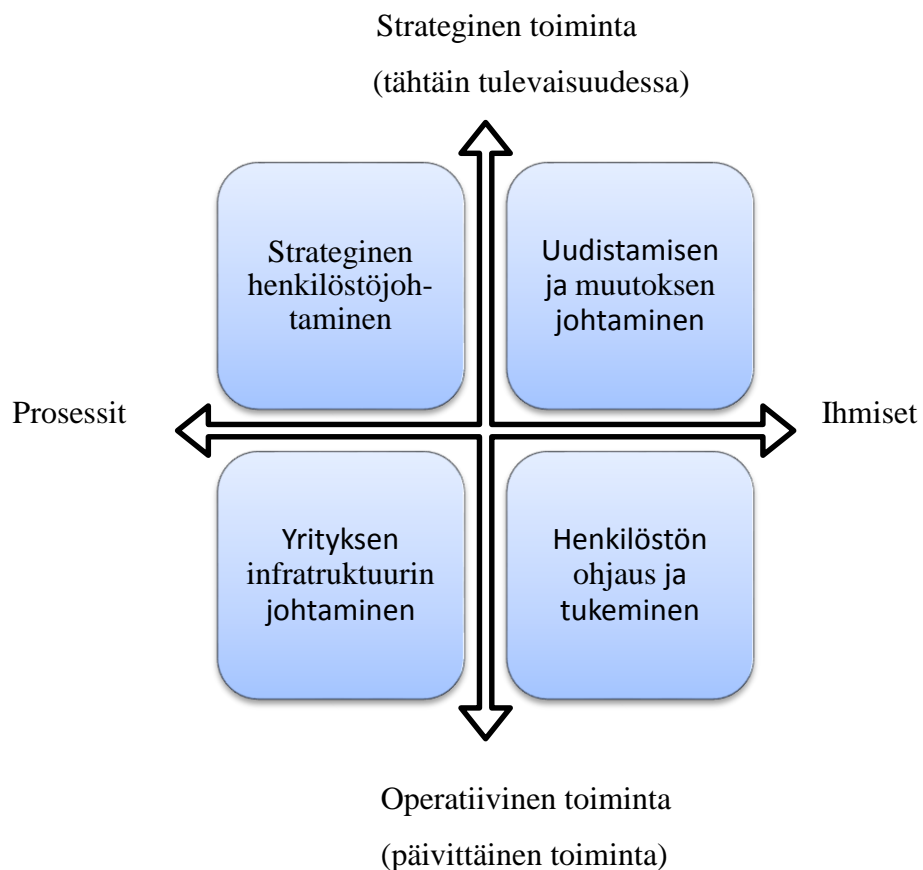 Strateginen toiminta
(tähtäin tulevaisuudessa)
Strateginen
henkilöstöjoh-
taminen
Uudistamisen
ja muutoksen
johtaminen
Prosessit
Ihmiset
Yrityksen
infratruktuurin
johtaminen
Henkilöstön
ohjaus ja
tukeminen
Operatiivinen toiminta
(päivittäinen toiminta)